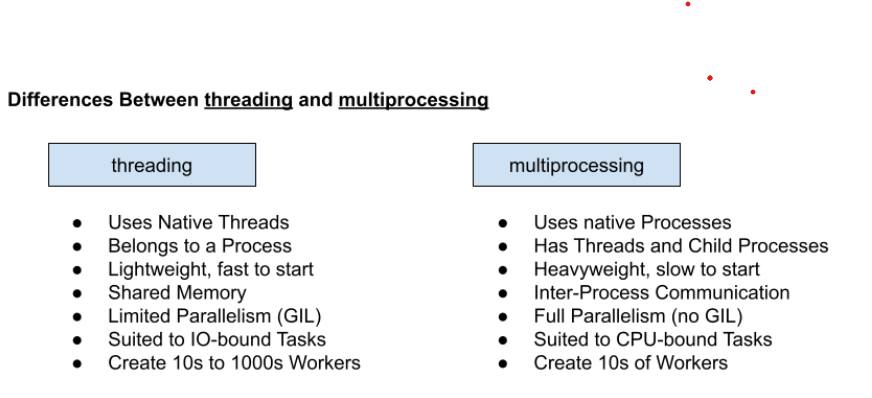 Differences Between threading and multiprocessing
threading
● Uses Native Threads
● Belongs to a Process
● Lightweight, fast to start
● Shared Memory
● Limited Parallelism (GIL)
● Suited to IO-bound Tasks
● Create 10s to 1000s Workers
multiprocessing
● Uses native Processes
● Has Threads and Child Processes
● Heavyweight, slow to start
● Inter-Process Communication
● Full Parallelism (no GIL)
● Suited to CPU-bound Tasks
● Create 10s of Workers